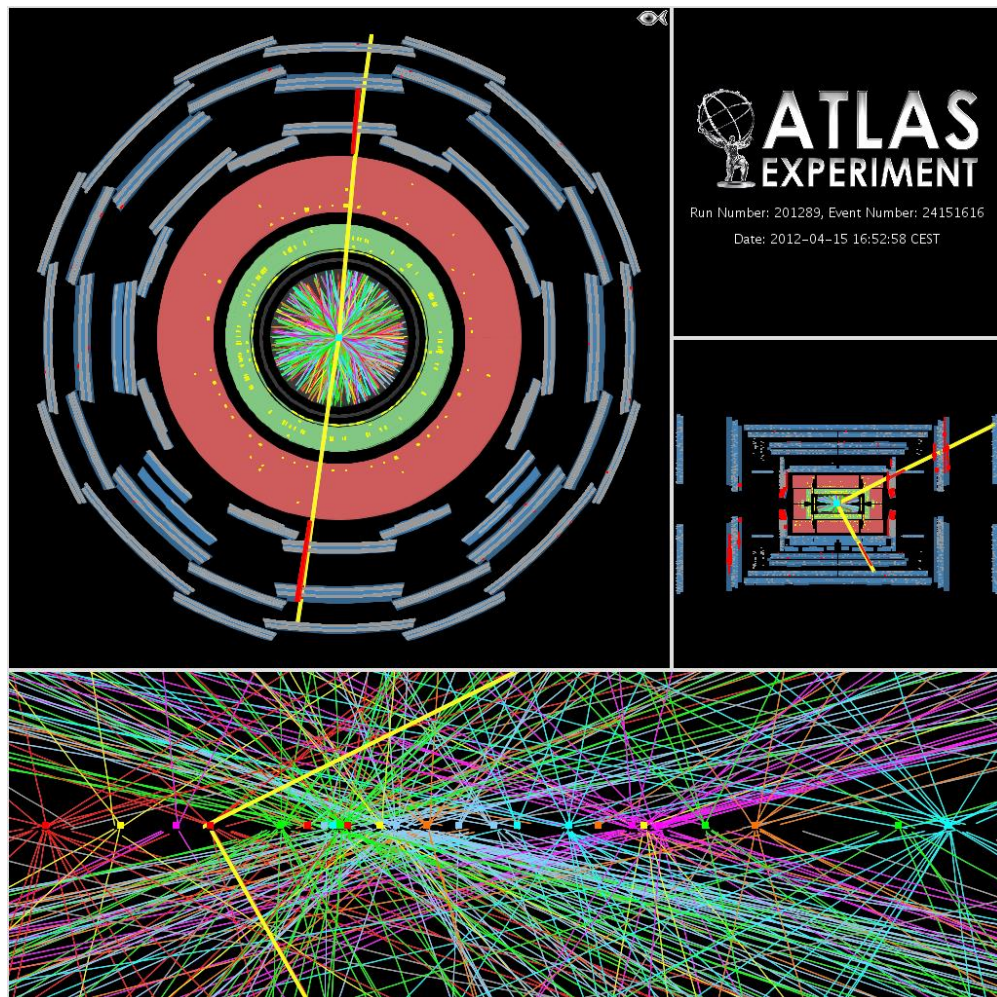 ATLAS
EXPERIMENT
Run Number: 201289, Event Number: 24151616
Date: 2012-04-15 16:52:58 CEST